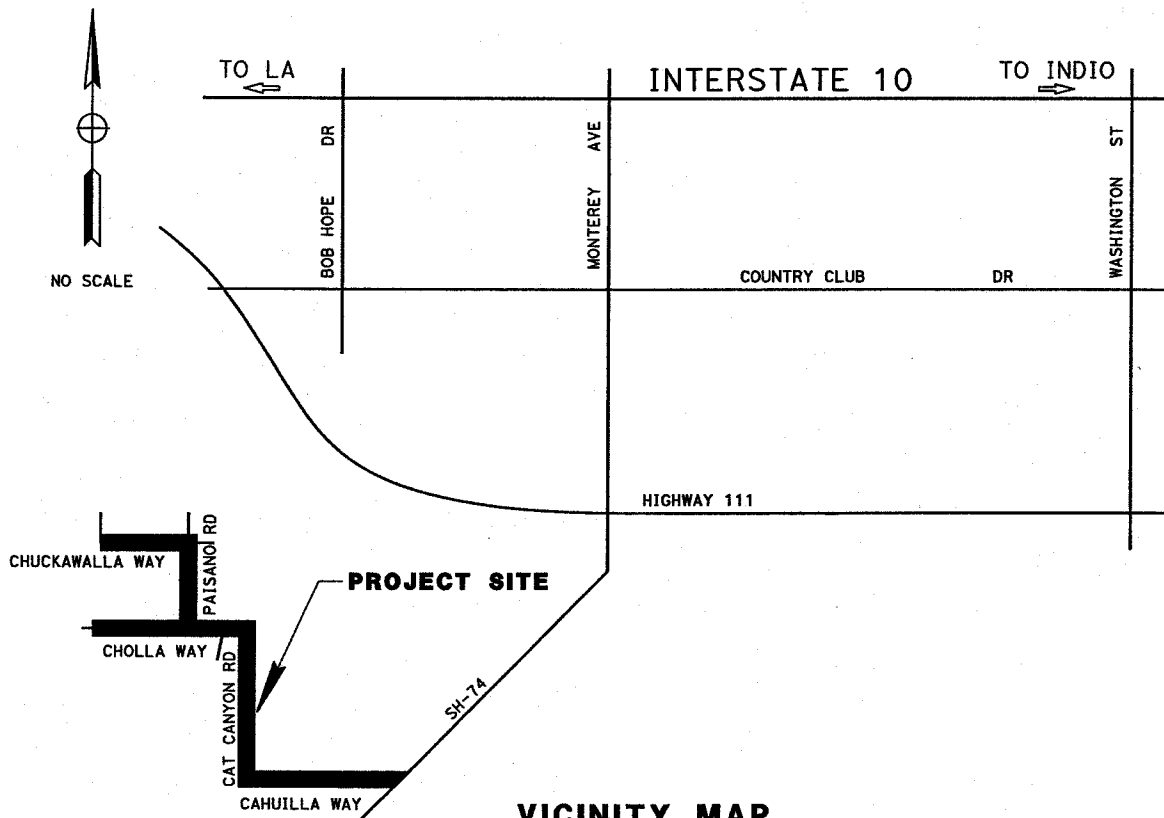 TO LA
INTERSTATE 10
TO INDIO
BOB HOPE DR
MONTEREY AVE
WASHINGTON ST
NO SCALE
COUNTRY CLUB DR
HIGHWAY 111
CHUCKAWALLA WAY
PAISANO RD
PROJECT SITE
CHOLLA WAY
CAT CANYON RD
SH-74
CAHUILLA WAY
VICINITY MAP